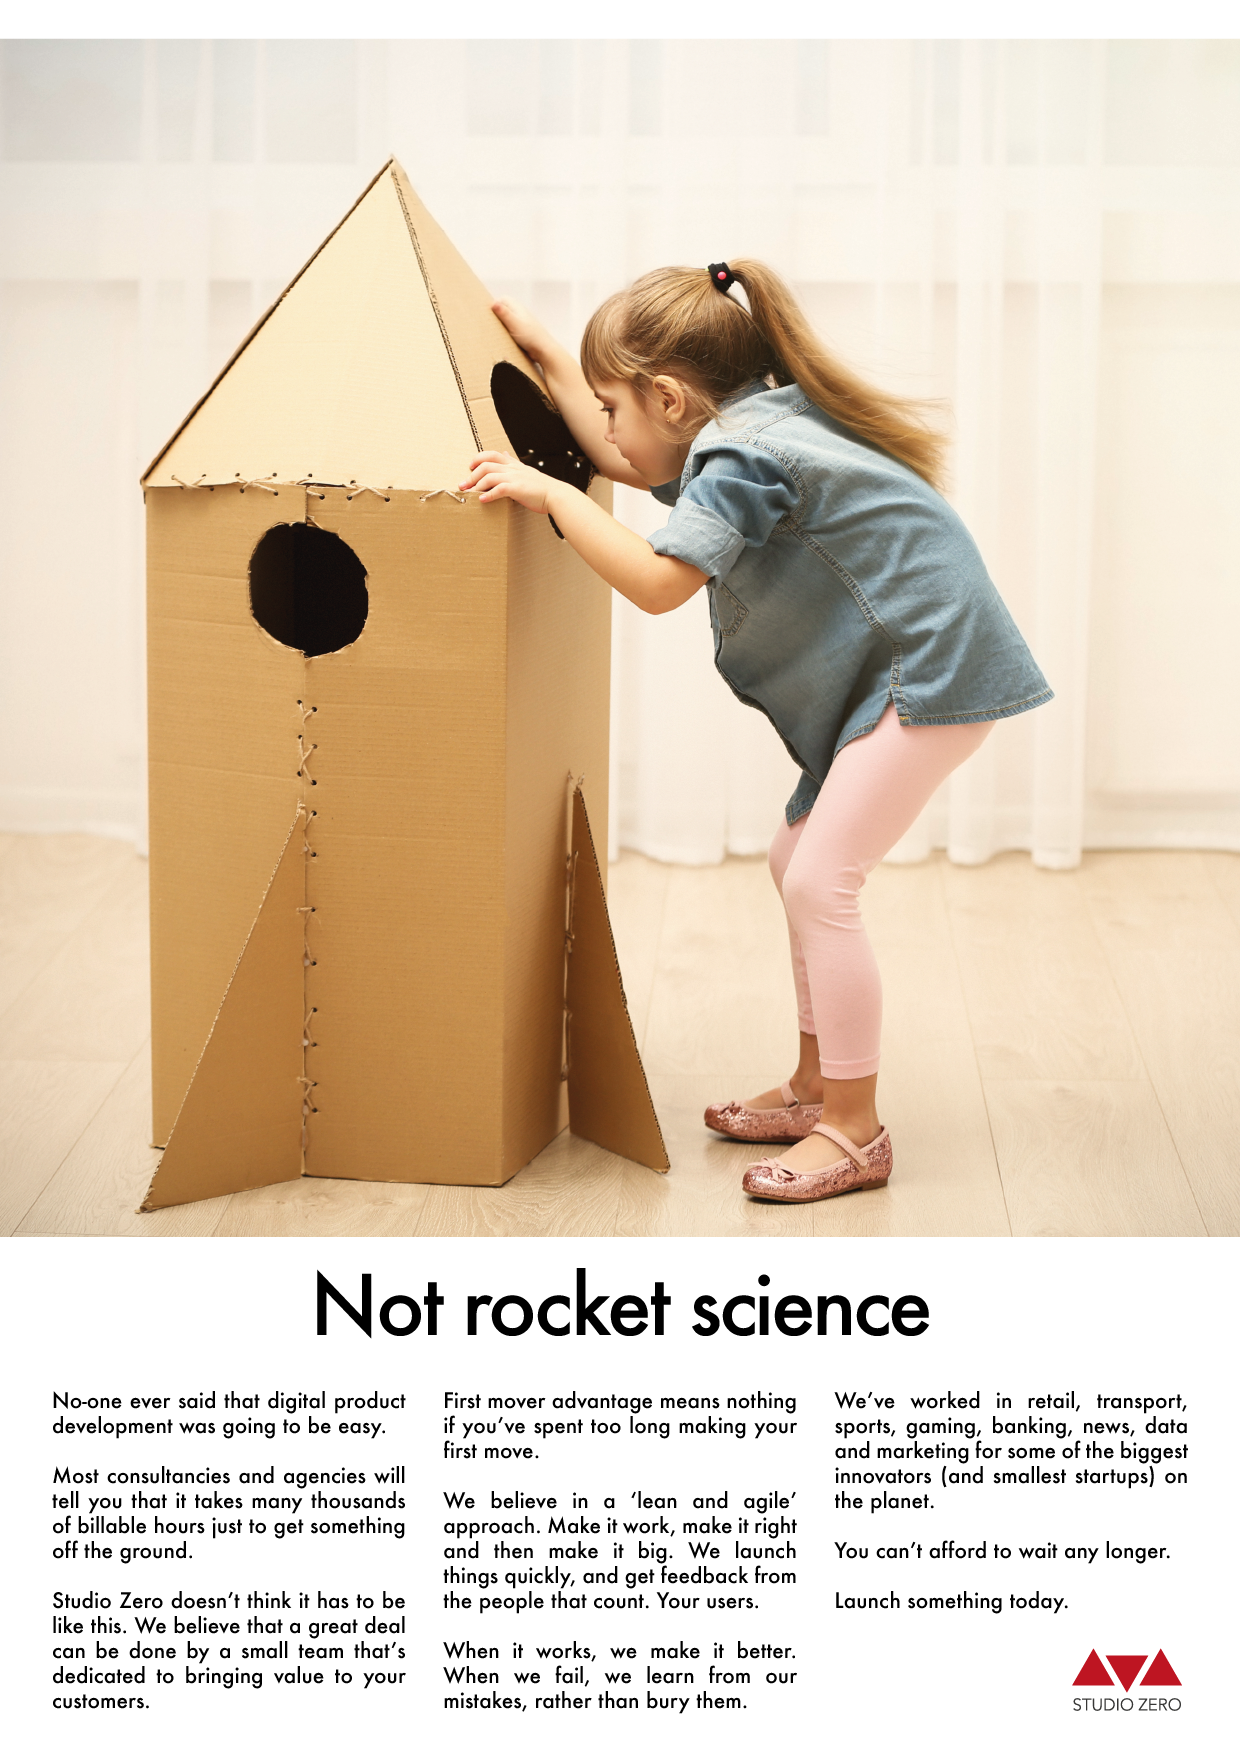 Not rocket science
No-one ever said that digital product
development was going to be easy.
Most consultancies and agencies will
tell you that it takes many thousands
of billable hours just to get something
off the ground.
Studio Zero doesn’t think it has to be
like this. We believe that a great deal
can be done by a small team that’s
dedicated to bringing value to your
customers.
First mover advantage means nothing
if you’ve spent too long making your
first move.
We believe in a ‘lean and agile’
approach. Make it work, make it right
and then make it big. We launch
things quickly, and get feedback from
the people that count. Your users.
When it works, we make it better.
When we fail, we learn from our
mistakes, rather than bury them.
We’ve worked in retail, transport,
sports, gaming, banking, news, data
and marketing for some of the biggest
innovators (and smallest startups) on
the planet.
You can’t afford to wait any longer.
Launch something today.
STUDIO ZERO